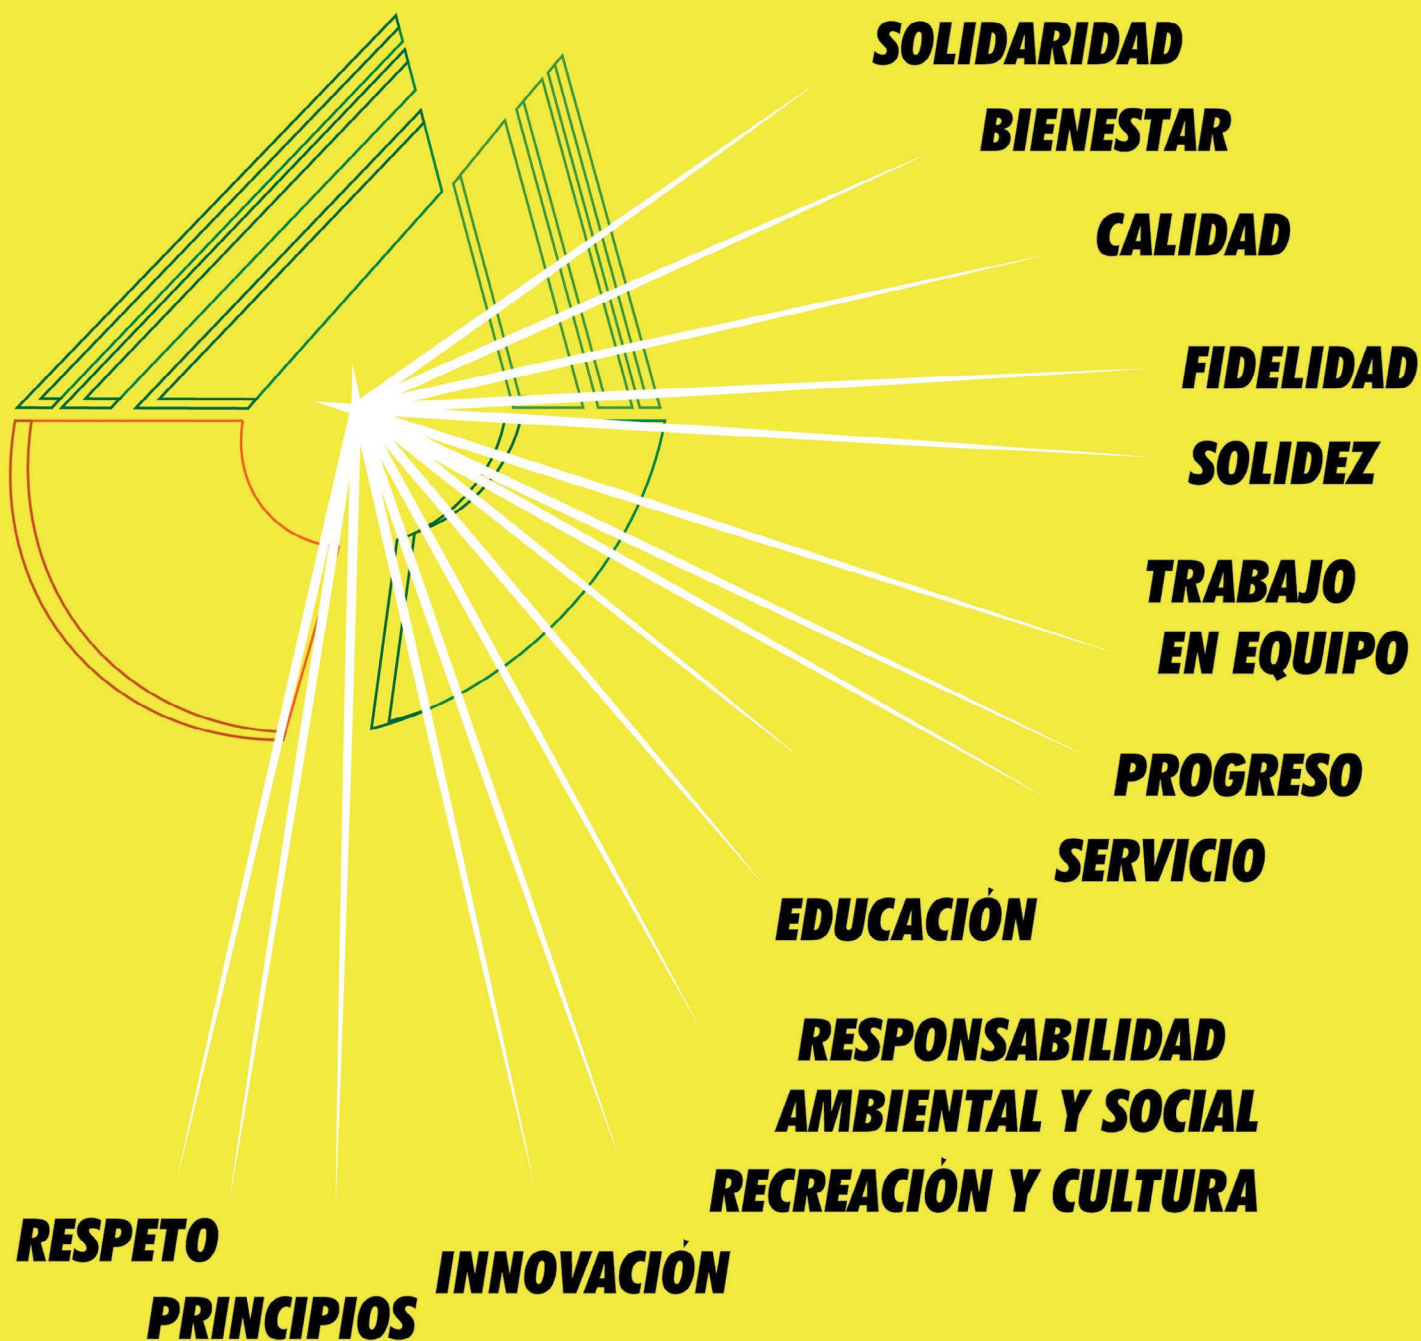 SOLIDARIDAD
BIENESTAR
CALIDAD
FIDELIDAD
SOLIDEZ
TRABAJO
EN EQUIPO
PROGRESO
SERVICIO
EDUCACIÓN
RESPONSABILIDAD
AMBIENTAL Y SOCIAL
RECREACIÓN Y CULTURA
INNOVACIÓN
RESPETO
PRINCIPIOS